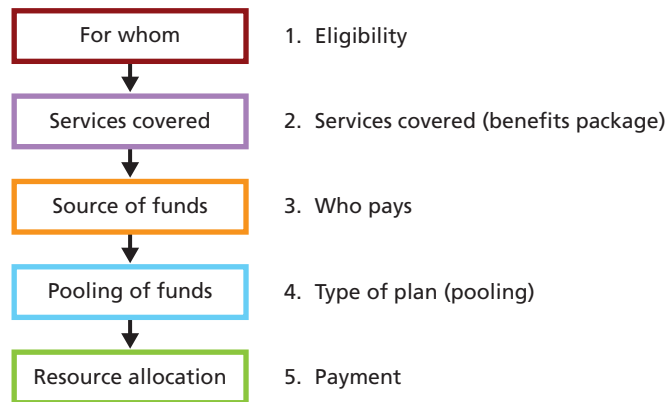 For whom
1. Eligibility
Services covered
2. Services covered (benefits package)
Source of funds
3. Who pays
Pooling of funds
4. Type of plan (pooling)
Resource allocation
5. Payment